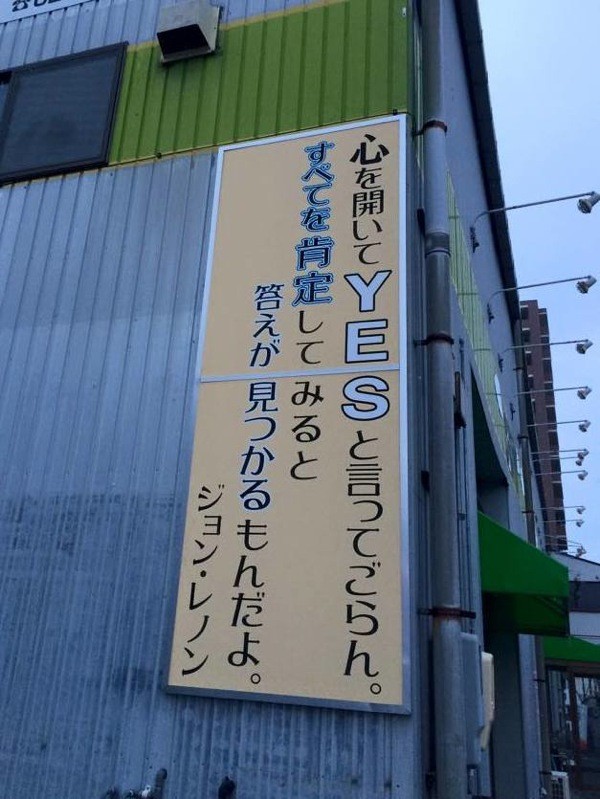 心を開いてYESと言ってごらん。
すべてを肯定してみると
答えが見つかるもんだよ。
ジョン・レノン